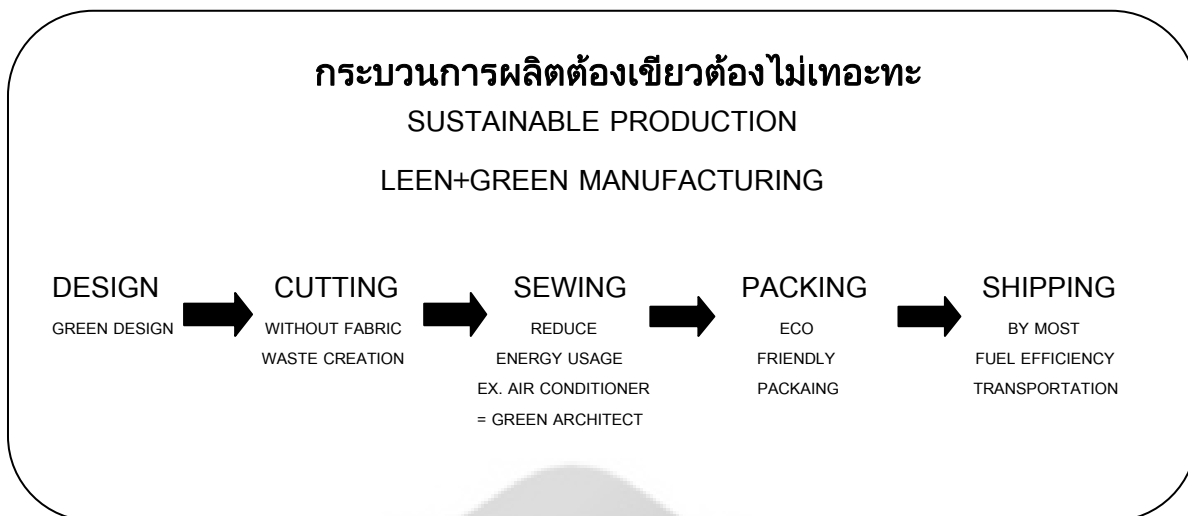 กระบวนการผลิตต้องเขียวต้องไม่เทอะทะ
SUSTAINABLE PRODUCTION
LEEN+GREEN MANUFACTURING
DESIGN
GREEN DESIGN
CUTTING
WITHOUT FABRIC
WASTE CREATION
SEWING
REDUCE
ENERGY USAGE
EX. AIR CONDITIONER
= GREEN ARCHITECT
PACKING
ECO
FRIENDLY
PACKAING
SHIPPING
BY MOST
FUEL EFFICIENCY
TRANSPORTATION